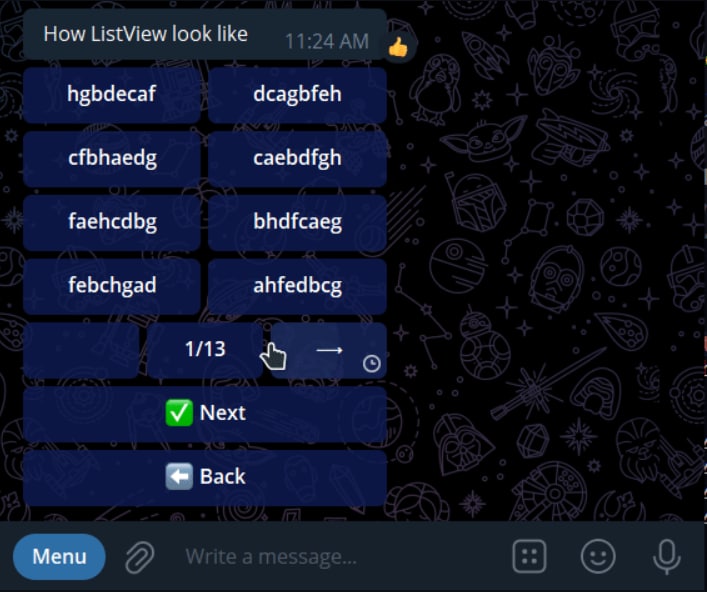 How ListView look like
11:24 AM 👍
hgbdecaf dcagbfeh
cfbhaedg caebdfgh
faehcdbg bhdfcaeg
febchgad ahfedbcg
1/13 →
✅ Next
⬅️ Back
Menu Write a message...